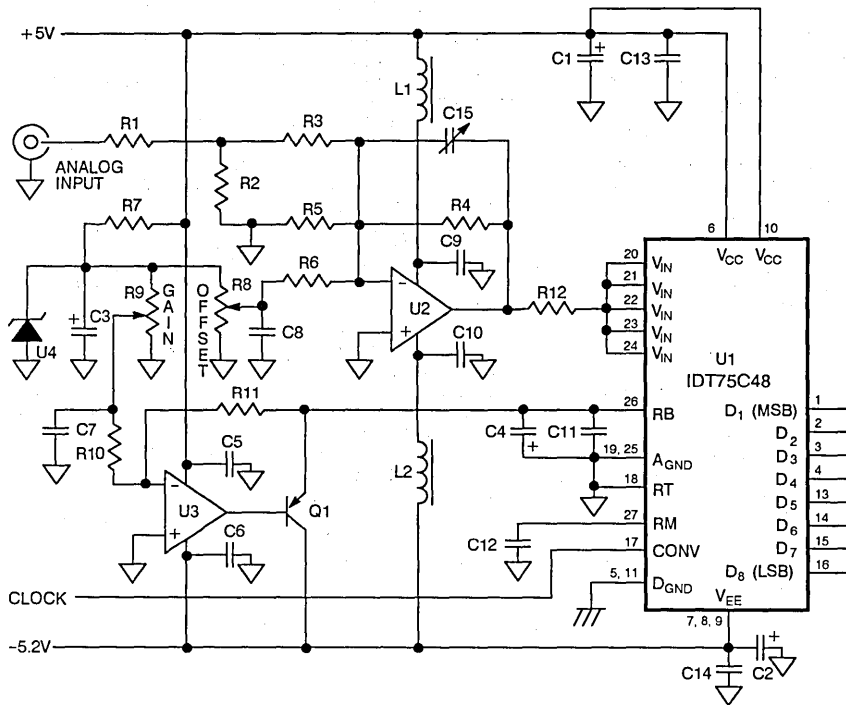 +5V
C1
+
C13
L1
C15
R1
R3
ANALOG
INPUT
R2
R7
R5
R4
C9
6
10
VCC
VCC
20
VIN
21
VIN
22
VIN
23
VIN
24
VIN
R6
R9
GAIN
OFFSET
R8
−
+
U2
R12
U1
IDT75C48
U4
+
C3
C8
C10
R11
26
RB
D1 (MSB)
1
D2
2
C4
+
C11
19, 25
AGND
D3
3
C7
R10
C5
L2
18
RT
D4
4
D5
13
−
+
U3
Q1
27
RM
D6
14
C6
C12
17
CONV
D7
15
D8 (LSB)
16
CLOCK
5, 11
DGND
VEE
7, 8, 9
−5.2V
C14
+
C2